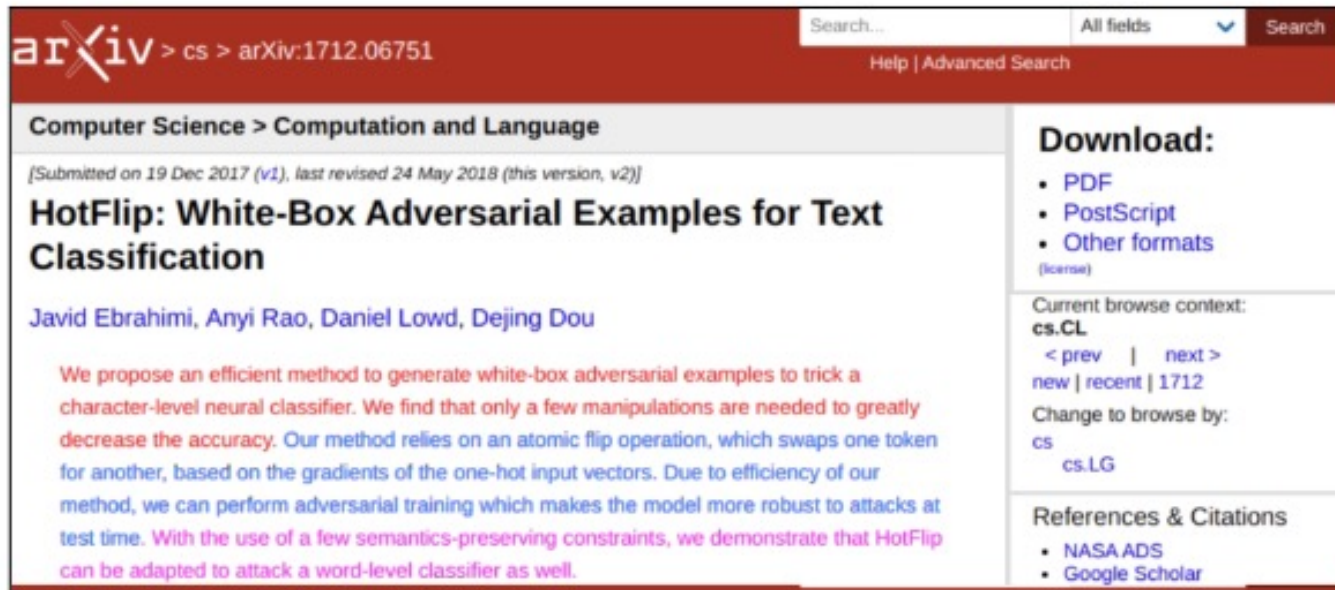 arXiv > cs > arXiv:1712.06751
Search...
All fields
Search
Help | Advanced Search
Computer Science > Computation and Language
[Submitted on 19 Dec 2017 (v1), last revised 24 May 2018 (this version, v2)]
HotFlip: White-Box Adversarial Examples for Text
Classification
Javid Ebrahimi, Anyi Rao, Daniel Lowd, Dejing Dou
We propose an efficient method to generate white-box adversarial examples to trick a
character-level neural classifier. We find that only a few manipulations are needed to greatly
decrease the accuracy. Our method relies on an atomic flip operation, which swaps one token
for another, based on the gradients of the one-hot input vectors. Due to efficiency of our
method, we can perform adversarial training which makes the model more robust to attacks at
test time. With the use of a few semantics-preserving constraints, we demonstrate that HotFlip
can be adapted to attack a word-level classifier as well.
Download:
• PDF
• PostScript
• Other formats
(license)
Current browse context:
cs.CL
< prev | next >
new | recent | 1712
Change to browse by:
cs
cs.LG
References & Citations
• NASA ADS
• Google Scholar